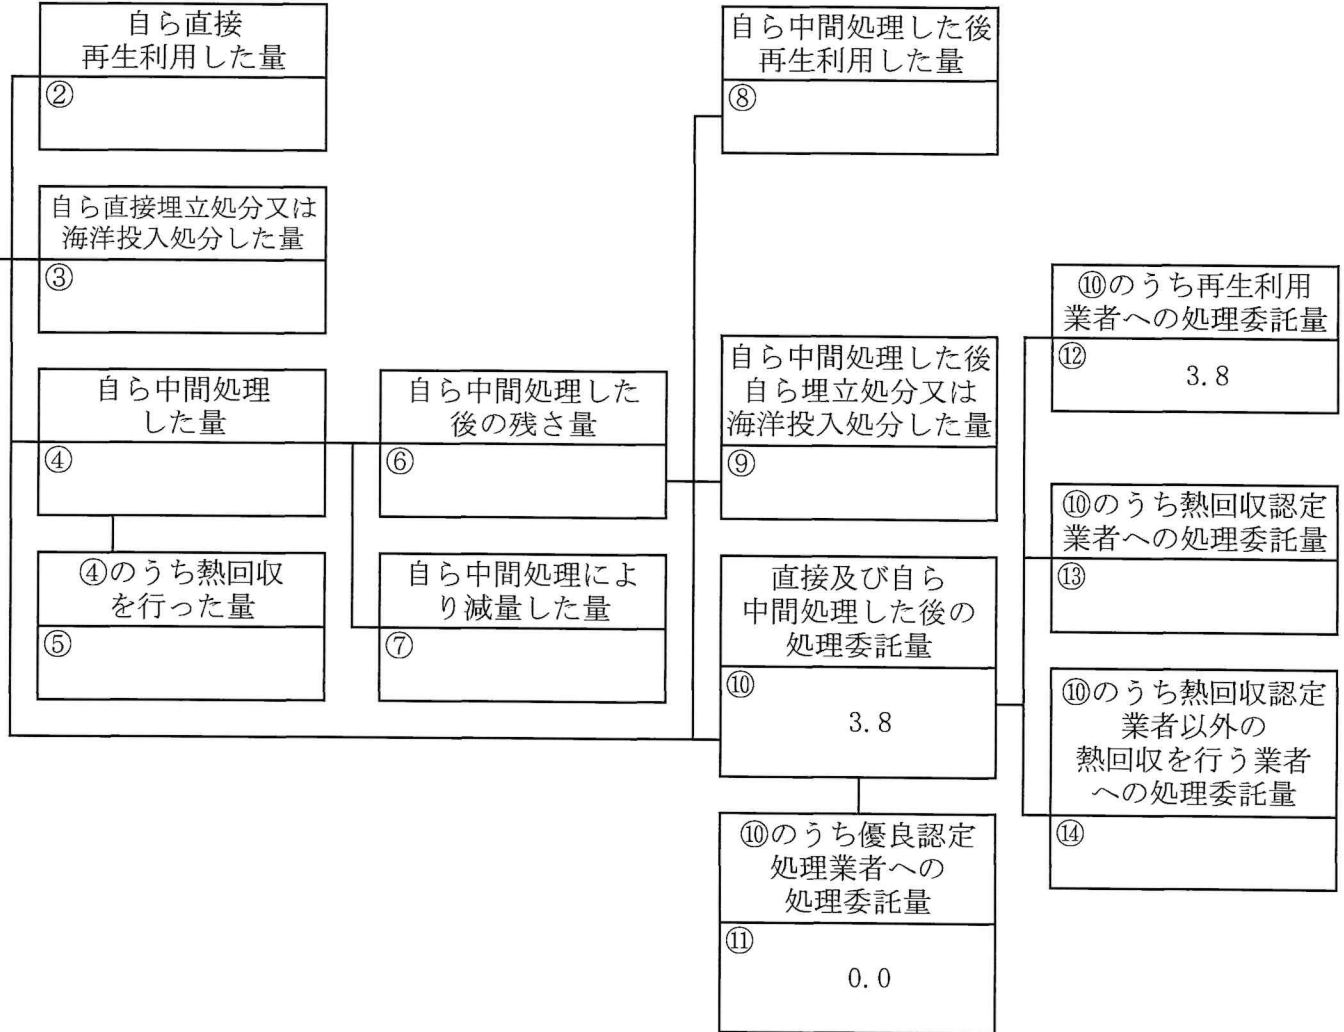 自ら直接
再生利用した量
②
自ら直接埋立処分又は
海洋投入処分した量
③
自ら中間処理
した量
④
④のうち熱回収
を行った量
⑤
自ら中間処理した
後の残さ量
⑥
自ら中間処理によ
り減量した量
⑦
自ら中間処理した後
再生利用した量
⑧
自ら中間処理した後
自ら埋立処分又は
海洋投入処分した量
⑨
直接及び自ら
中間処理した後の
処理委託量
⑩
3.8
⑩のうち優良認定
処理業者への
処理委託量
⑪
0.0
⑩のうち再生利用
業者への処理委託量
⑫
3.8
⑩のうち熱回収認定
業者への処理委託量
⑬
⑩のうち熱回収認定
業者以外の
熱回収を行う業者
への処理委託量
⑭